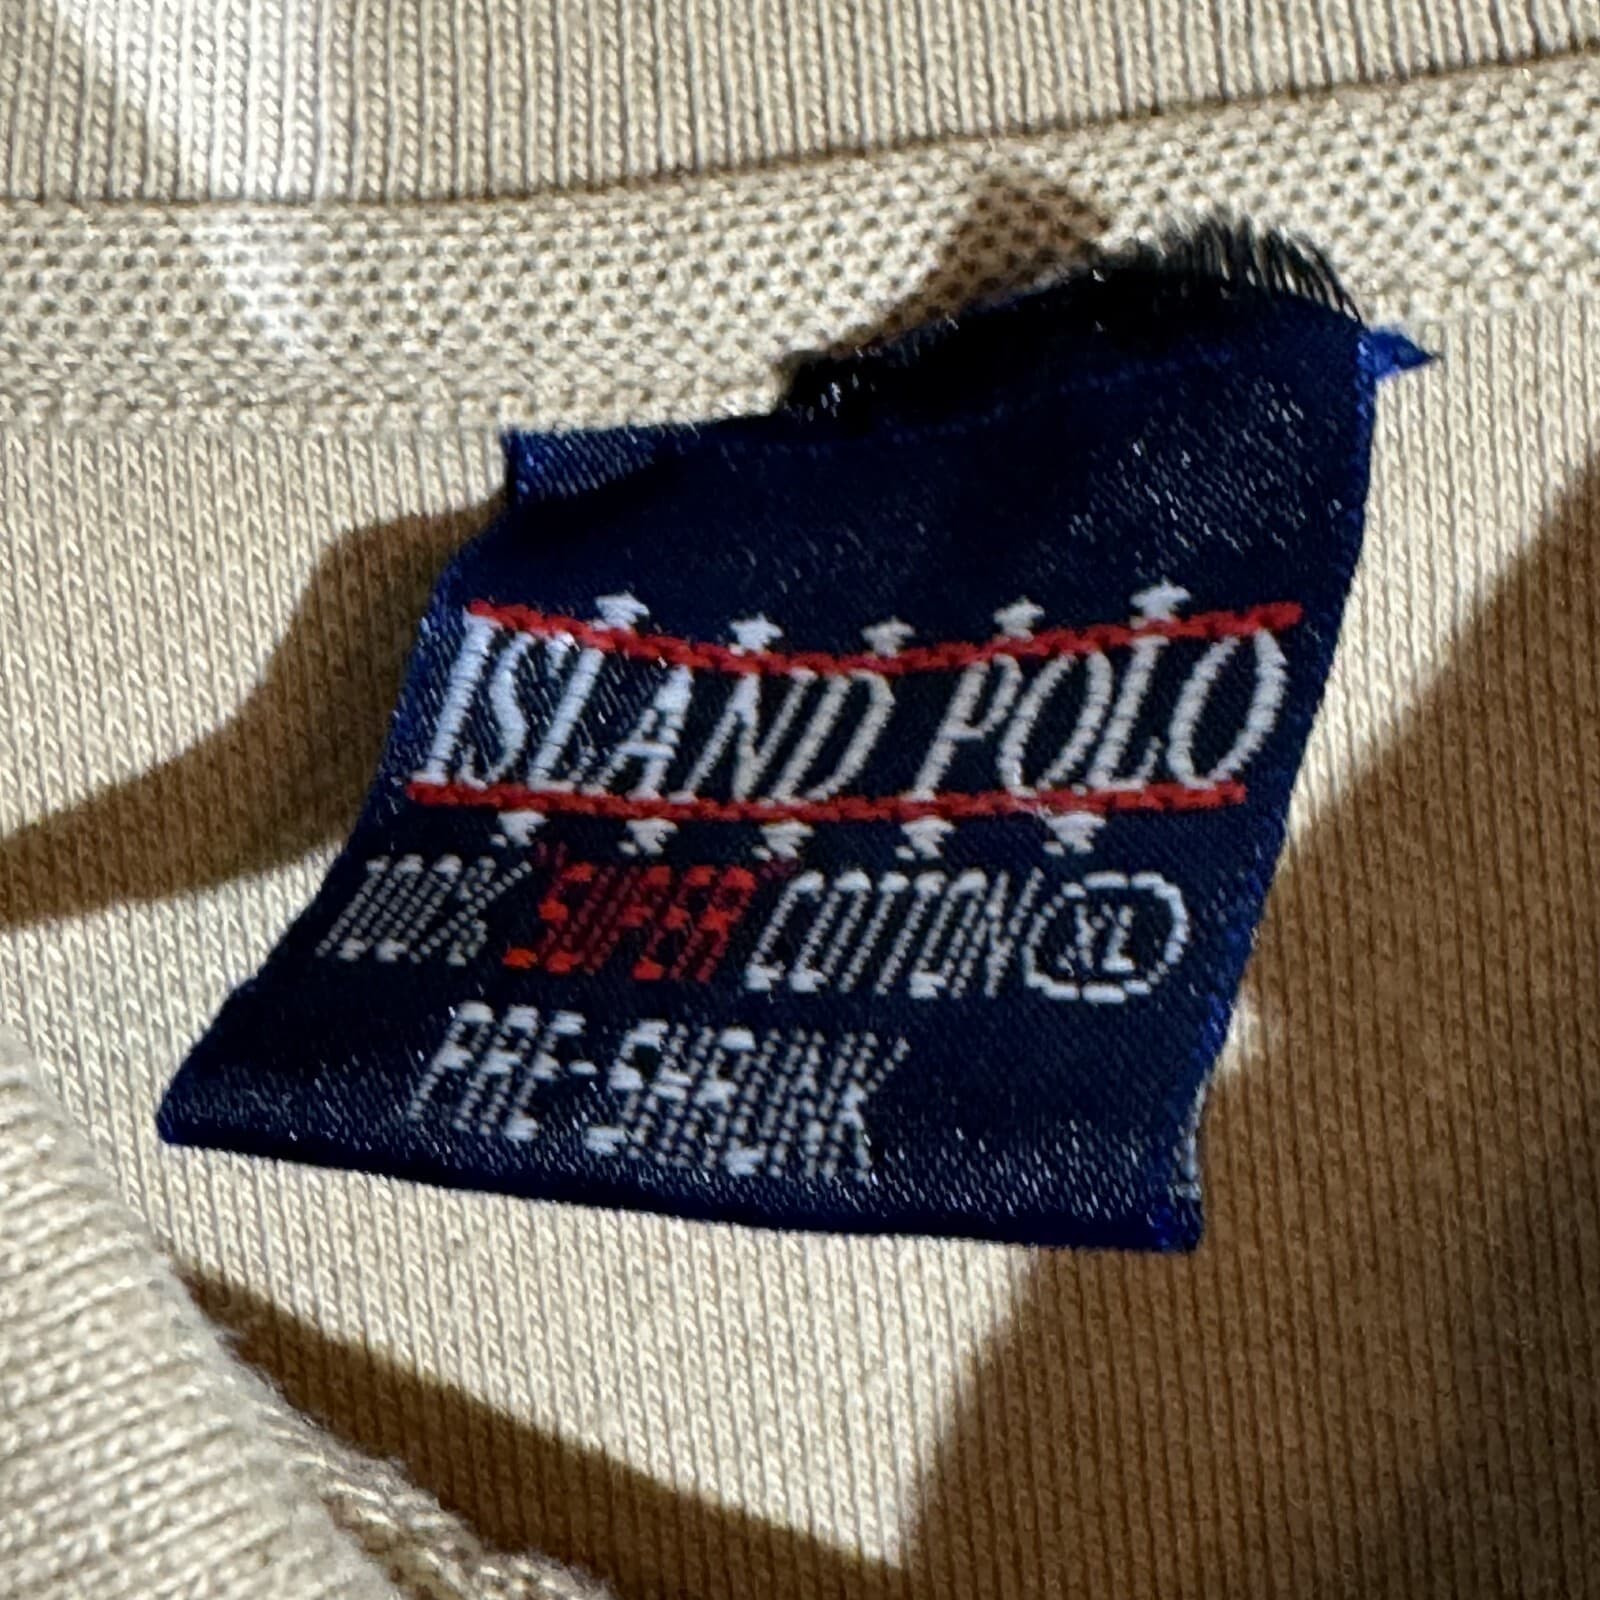 ISLAND POLO
100% "SUPER" COTTON XL
PRE-SHRUNK